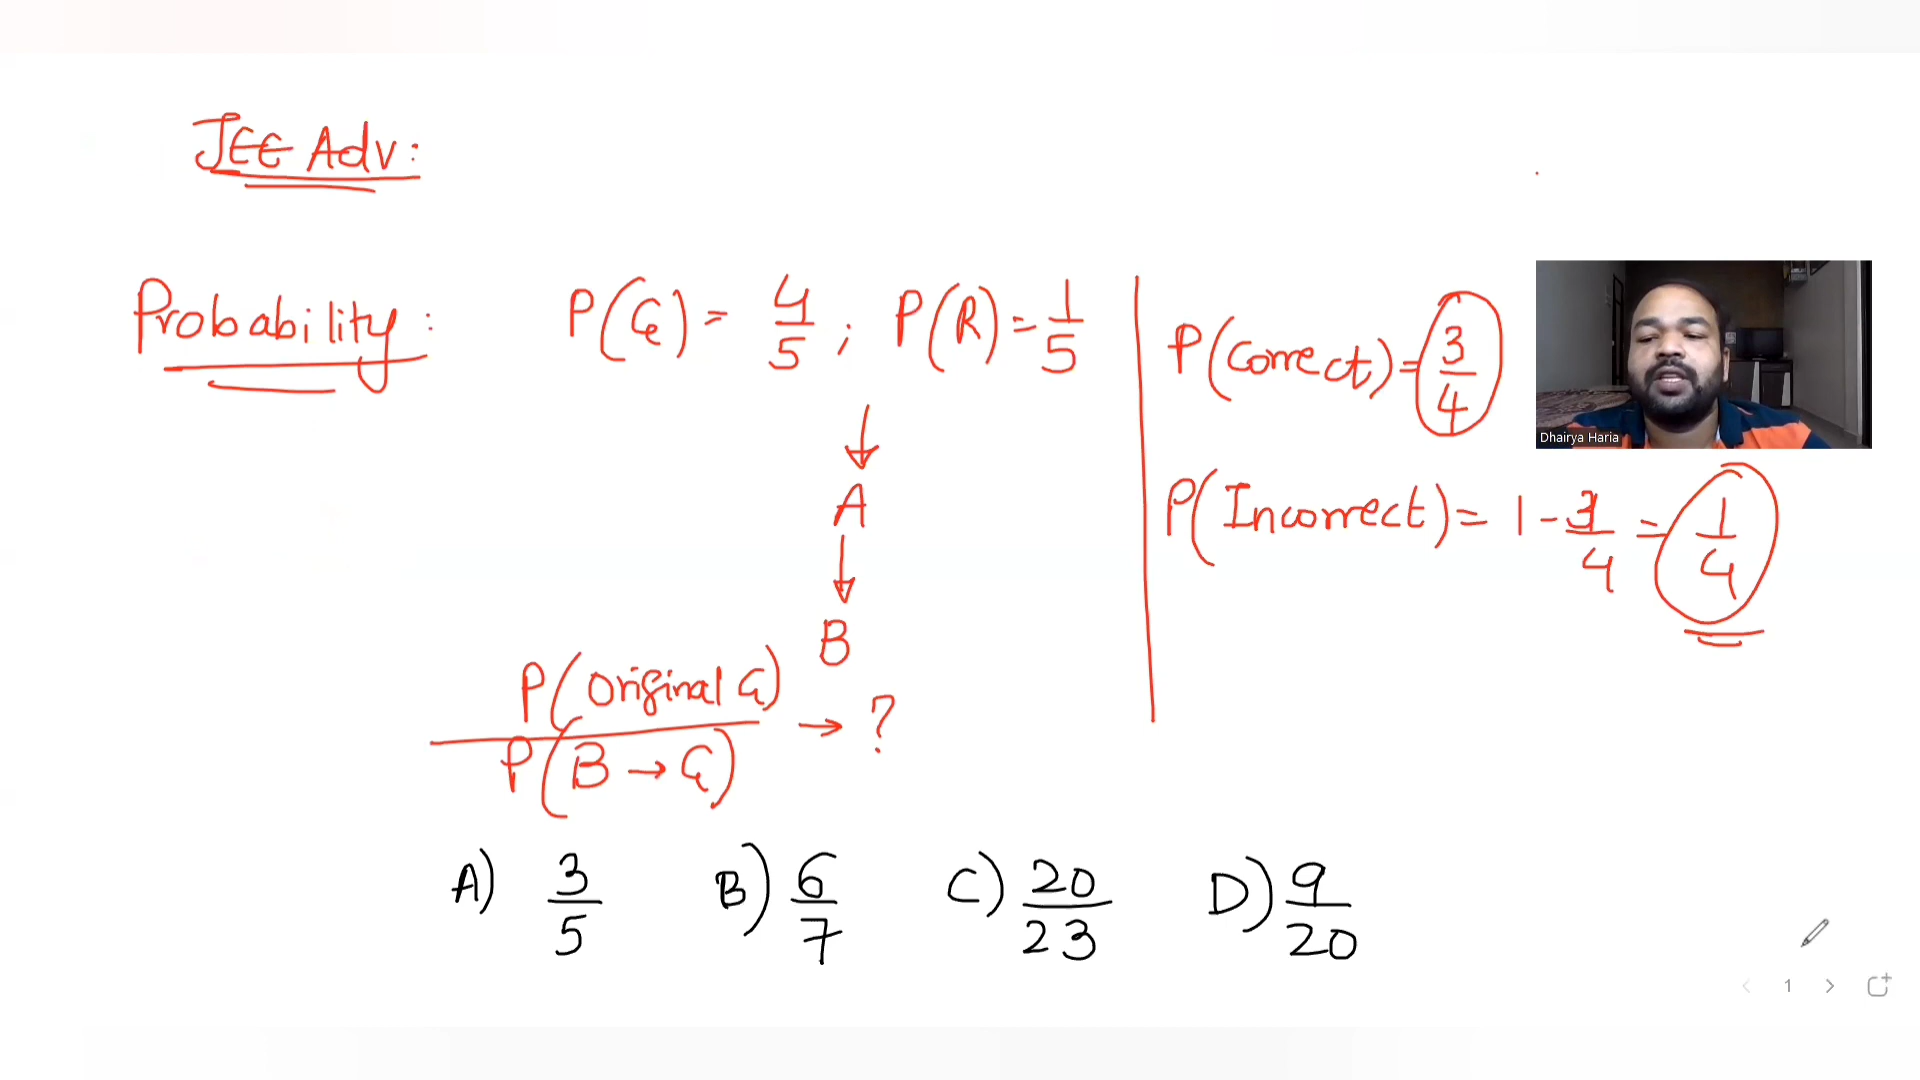 JEE Adv:
Probability: P(G) = 4/5 ; P(R) = 1/5
P(Correct) = 3/4
Dhairya Haria
A
P(Incorrect) = 1 - 3/4 = 1/4
B
P(Original G)
P(B → G) → ?
A) 3/5 B) 6/7 C) 20/23 D) 9/20
1